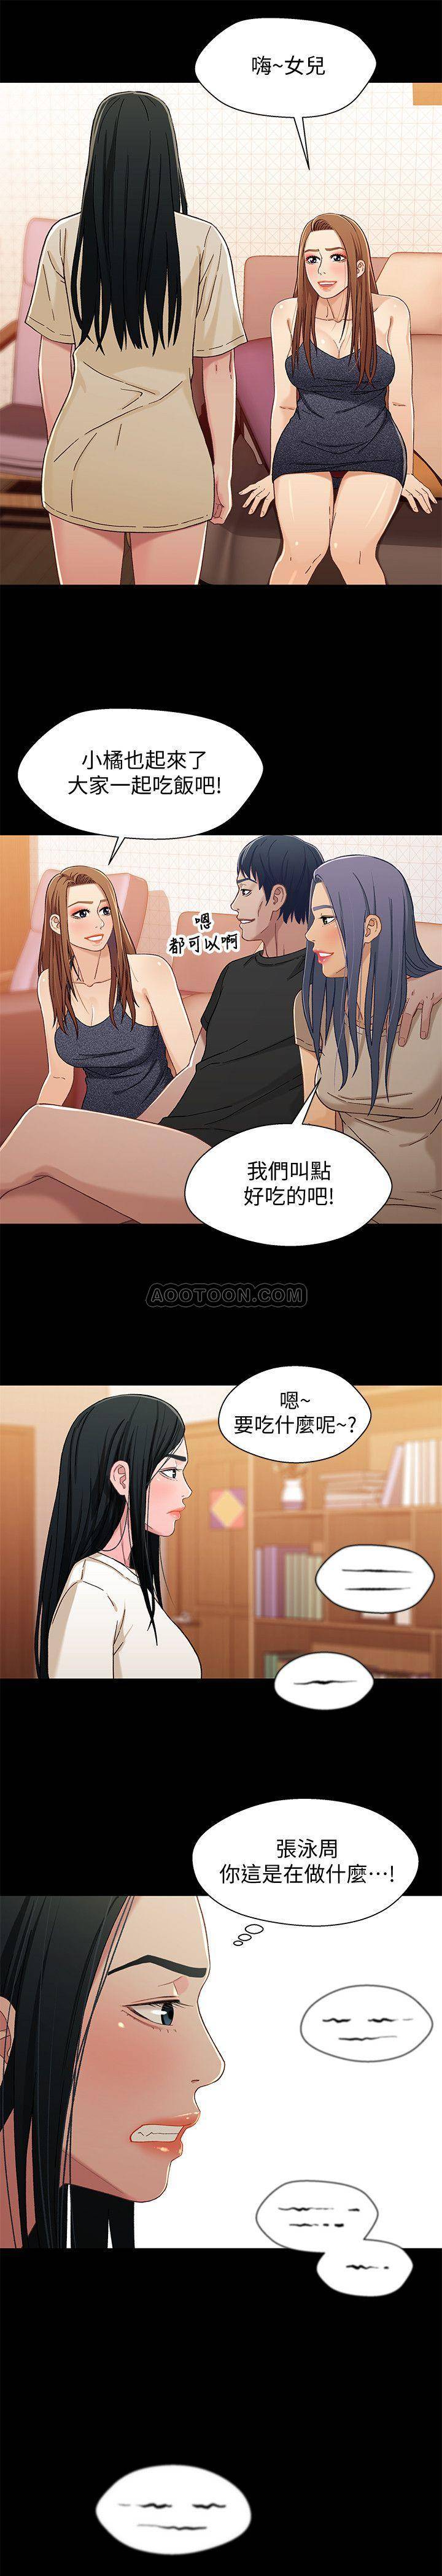 嗨~女兒
小橘也起來了
大家一起吃飯吧!
嗯
都可以啊
我們叫點
好吃的吧!
AOOTOON.COM
嗯~
要吃什麼呢~?
張泳周
你這是在做什麼…!